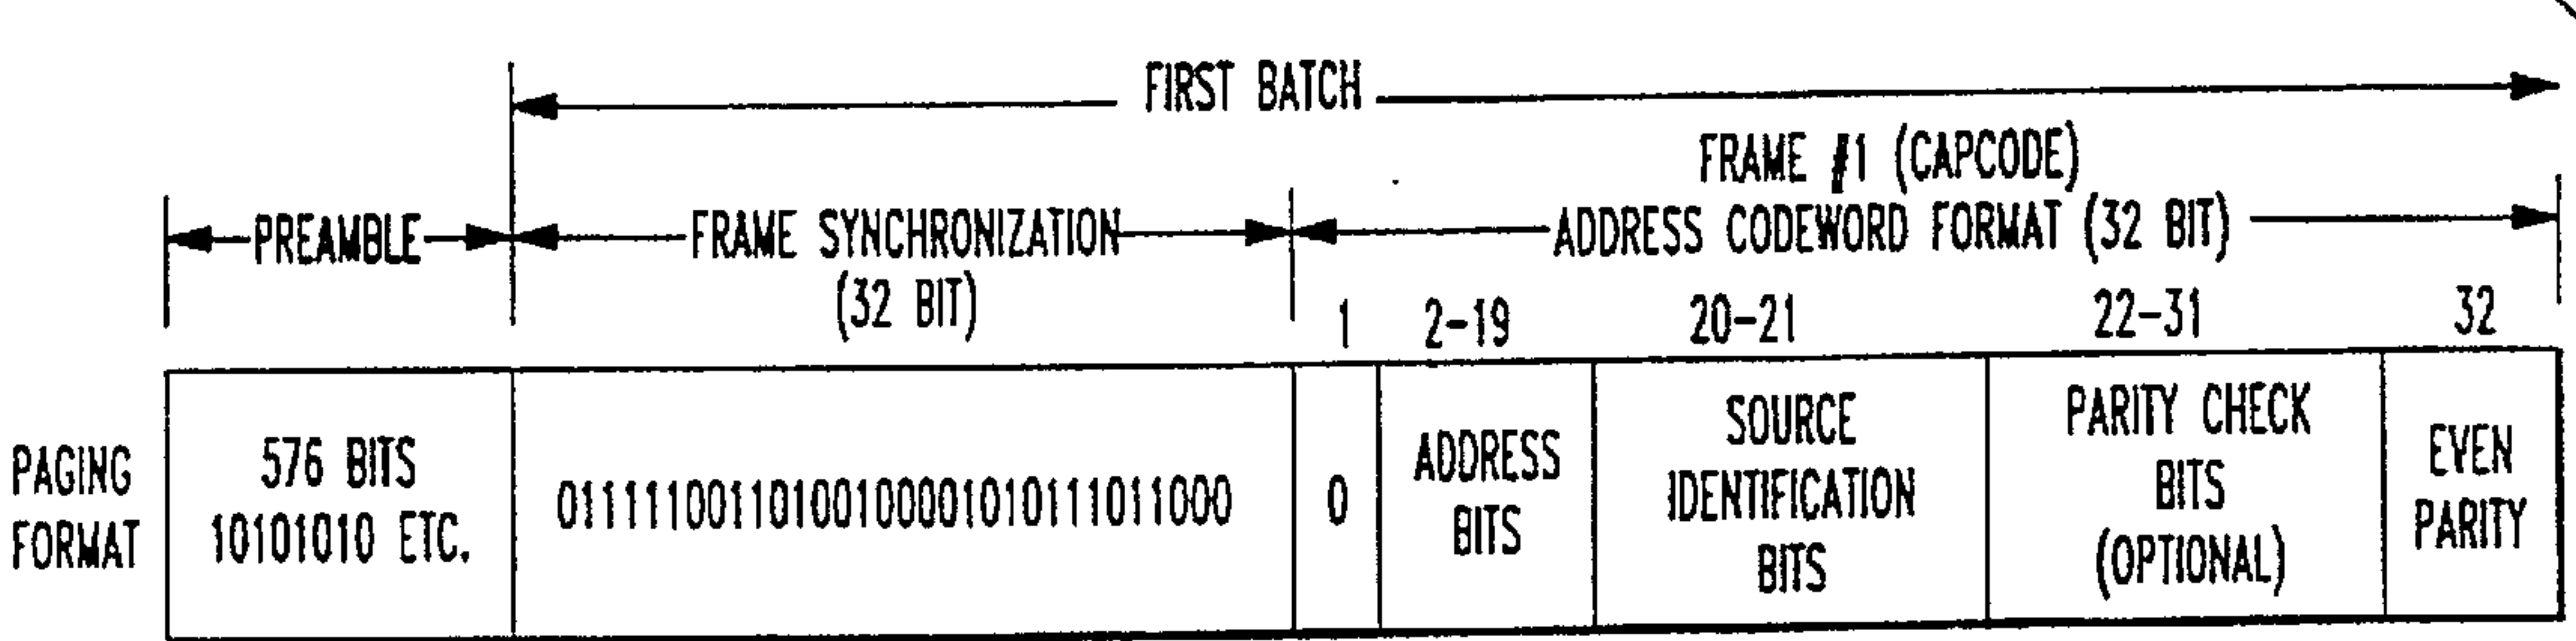 FIRST BATCH
FRAME #1 (CAPCODE)
PREAMBLE
FRAME SYNCHRONIZATION
(32 BIT)
ADDRESS CODEWORD FORMAT (32 BIT)
1
2-19
20-21
22-31
32
PAGING
FORMAT
576 BITS
10101010 ETC.
01111100110100100001010111011000
0
ADDRESS
BITS
SOURCE
IDENTIFICATION
BITS
PARITY CHECK
BITS
(OPTIONAL)
EVEN
PARITY